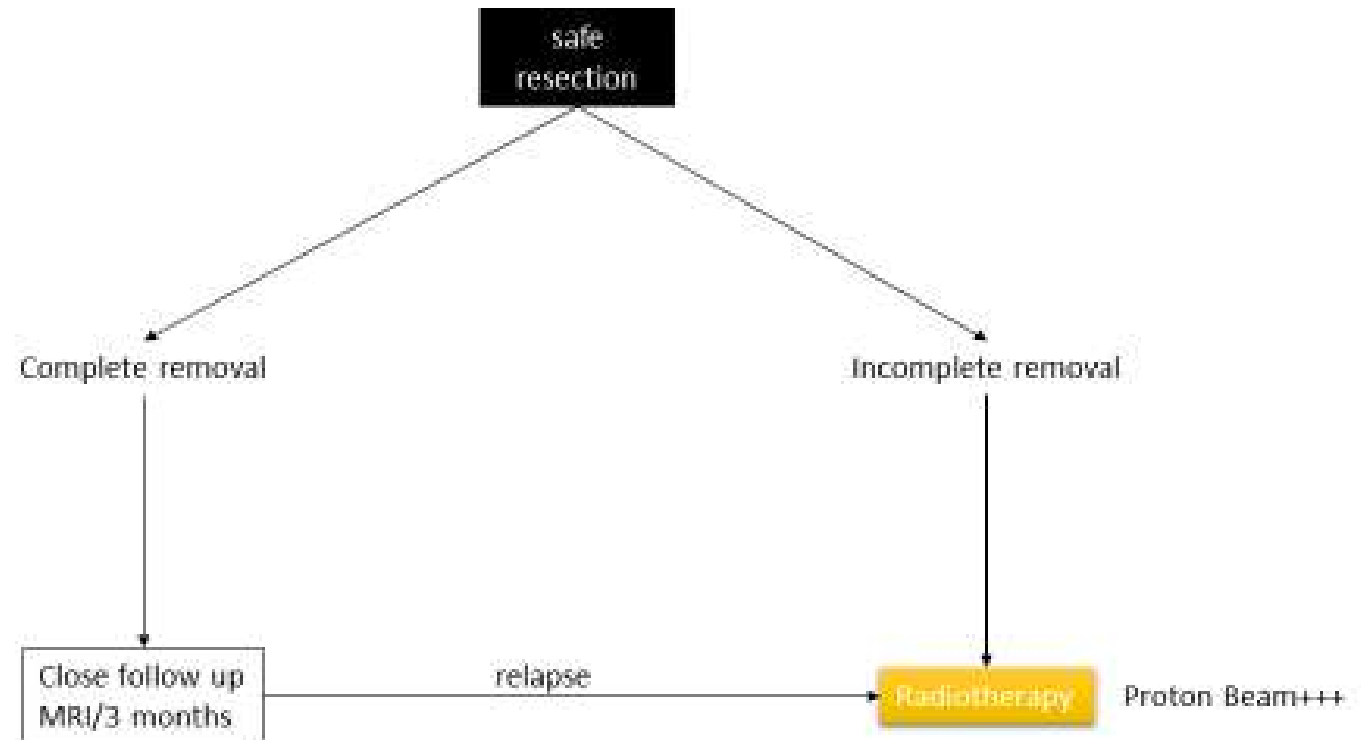 safe
resection
Complete removal
Incomplete removal
Close follow up
MRI/3 months
relapse
Radiotherapy
Proton Beam+++